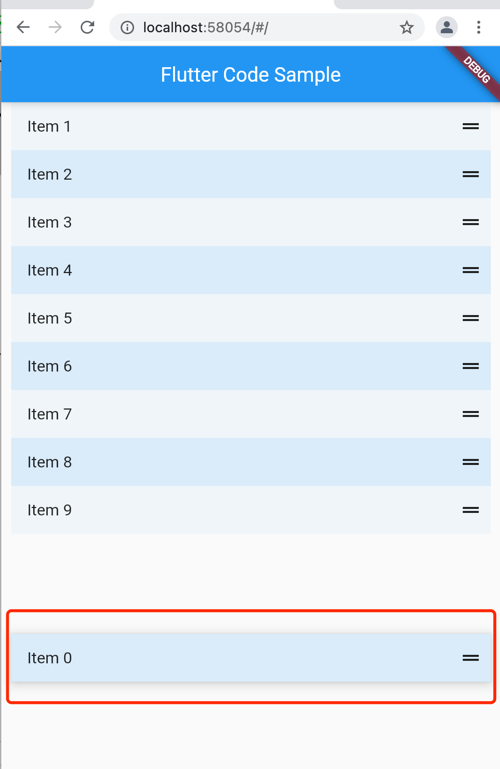 localhost:58054/#/
Flutter Code Sample
DEBUG
Item 1
Item 2
Item 3
Item 4
Item 5
Item 6
Item 7
Item 8
Item 9
Item 0